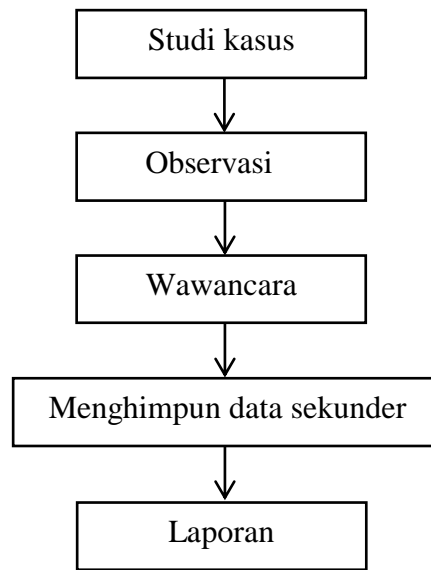 Studi kasus
Observasi
Wawancara
Menghimpun data sekunder
Laporan